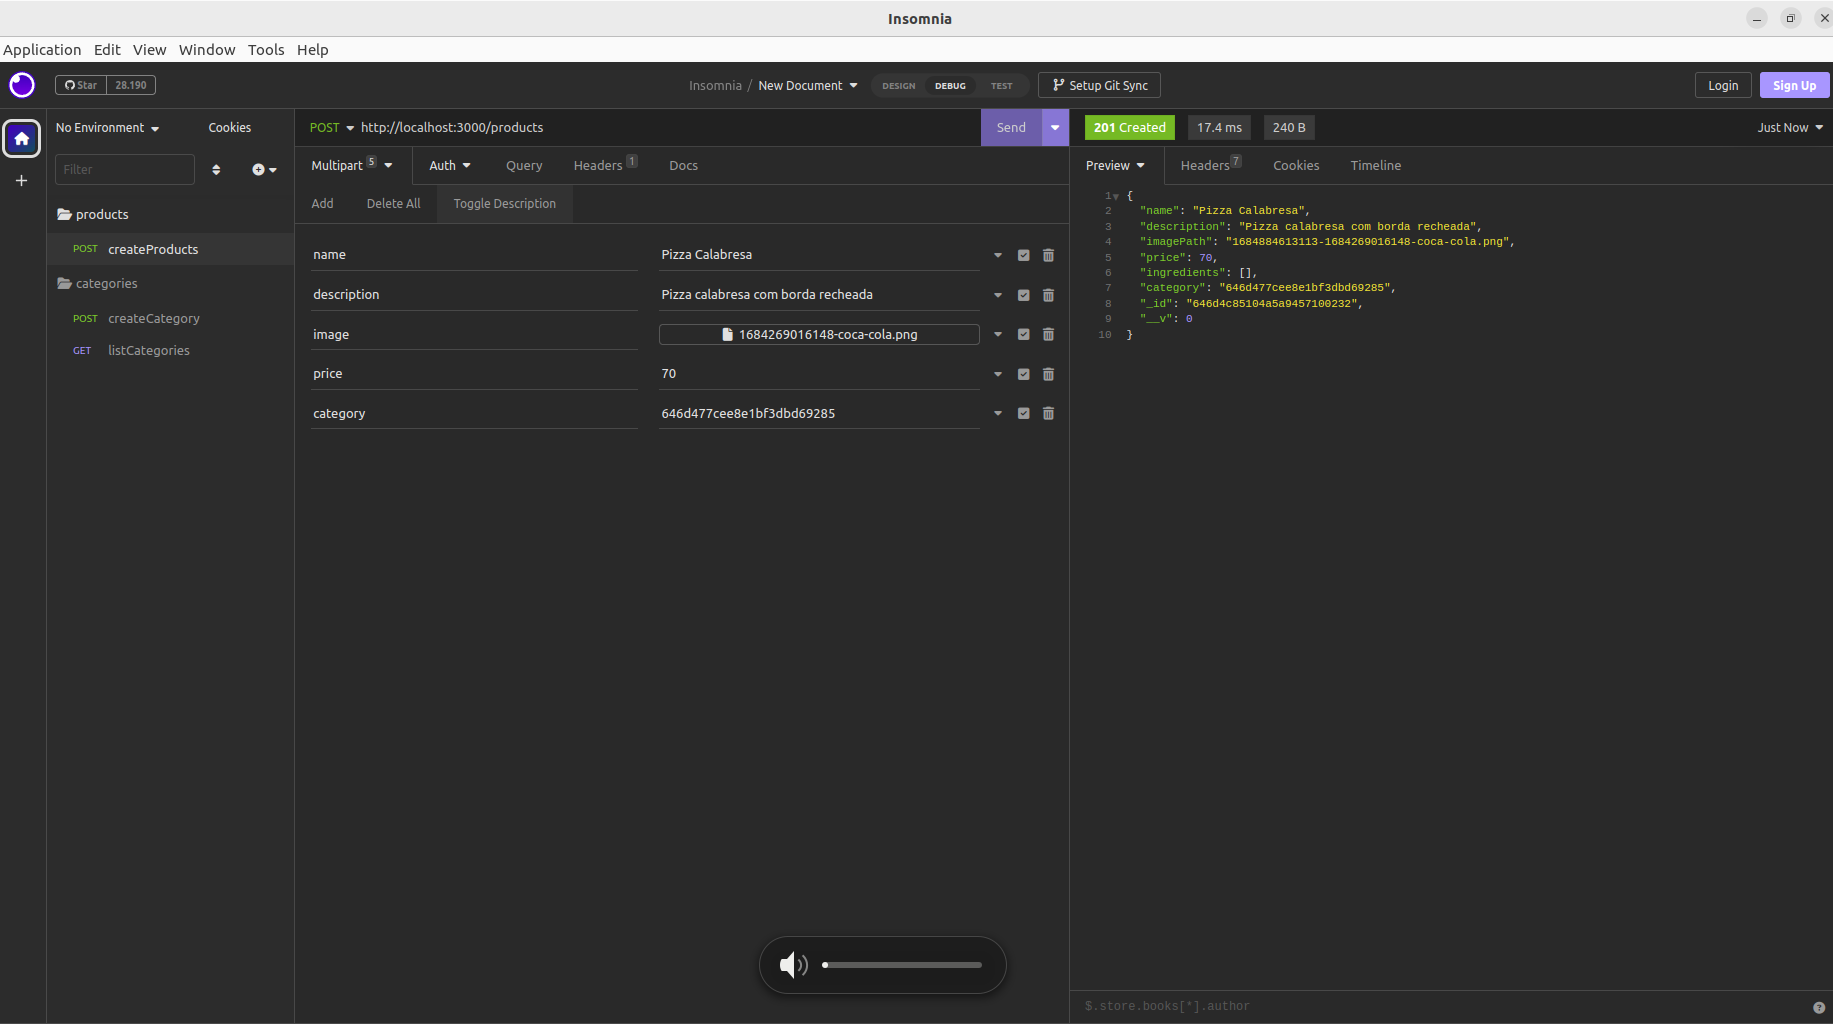 Insomnia
Application Edit View Window Tools Help
Star 28.190
Insomnia / New Document
DESIGN DEBUG TEST
Setup Git Sync
Login
Sign Up
No Environment
Cookies
POST http://localhost:3000/products
Send
201 Created
17.4 ms
240 B
Just Now
Filter
products
POST createProducts
categories
POST createCategory
GET listCategories
Multipart 5
Auth
Query
Headers 1
Docs
Add
Delete All
Toggle Description
name Pizza Calabresa
description Pizza calabresa com borda recheada
image 1684269016148-coca-cola.png
price 70
category 646d477cee8e1bf3dbd69285
Preview
Headers 7
Cookies
Timeline
1 {
2 "name": "Pizza Calabresa",
3 "description": "Pizza calabresa com borda recheada",
4 "imagePath": "1684884613113-1684269016148-coca-cola.png",
5 "price": 70,
6 "ingredients": [],
7 "category": "646d477cee8e1bf3dbd69285",
8 "_id": "646d4c85104a5a9457100232",
9 "__v": 0
10 }
$.store.books[*].author
?